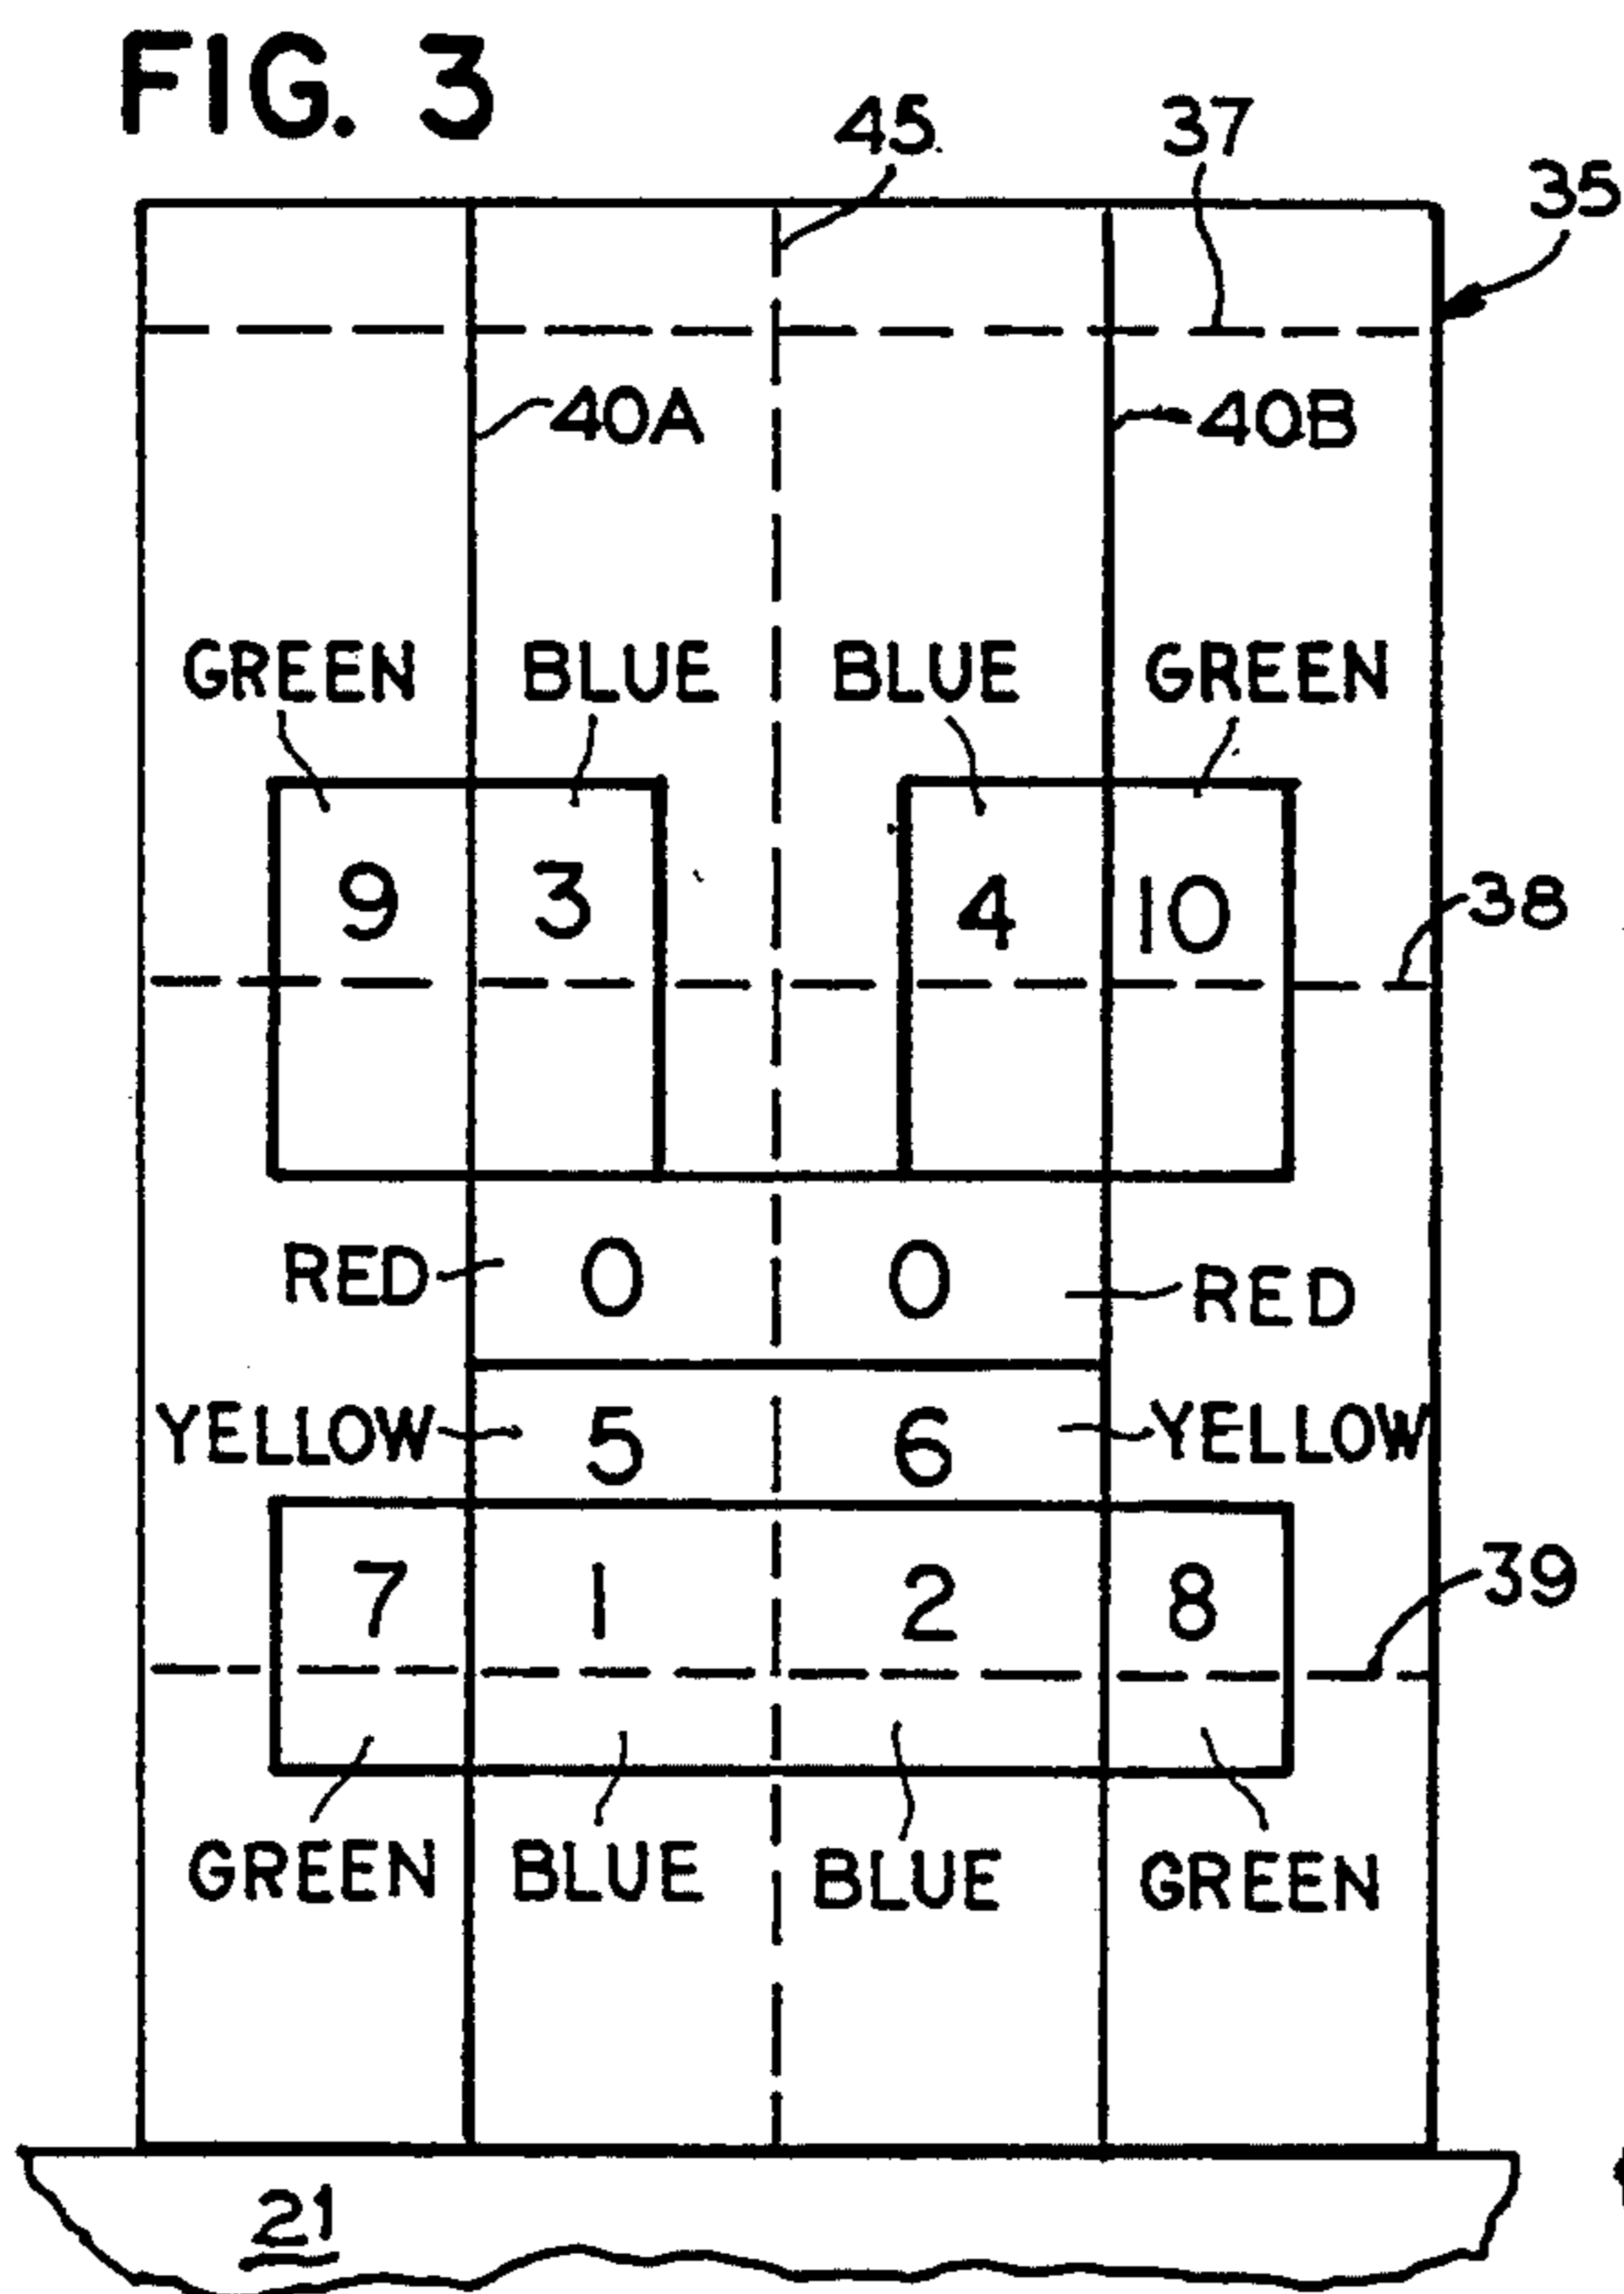 FIG. 3
45
37
35
40A
40B
GREEN BLUE BLUE GREEN
9 3 4 10
38
RED 0 0 RED
YELLOW 5 6 YELLOW
7 1 2 8
39
GREEN BLUE BLUE GREEN
21